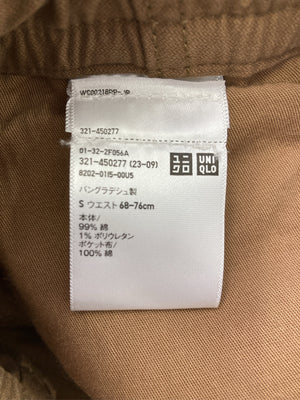 WC00218PP-JP
321-450277
01-32-2F056A
321-450277 (23-09)
8202-0115-00U5
バングラデシュ製
S ウエスト 68~76cm
本体/
99% 綿
1% ポリウレタン
ポケット布/
100% 綿
ユニクロ
UNIQLO